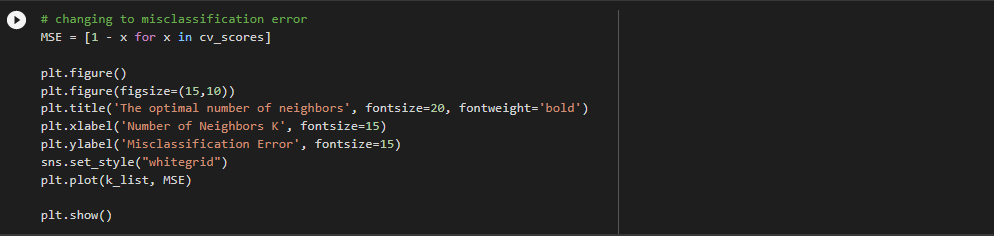 # changing to misclassification error
MSE = [1 - x for x in cv_scores]
plt.figure()
plt.figure(figsize=(15,10))
plt.title('The optimal number of neighbors', fontsize=20, fontweight='bold')
plt.xlabel('Number of Neighbors K', fontsize=15)
plt.ylabel('Misclassification Error', fontsize=15)
sns.set_style("whitegrid")
plt.plot(k_list, MSE)
plt.show()